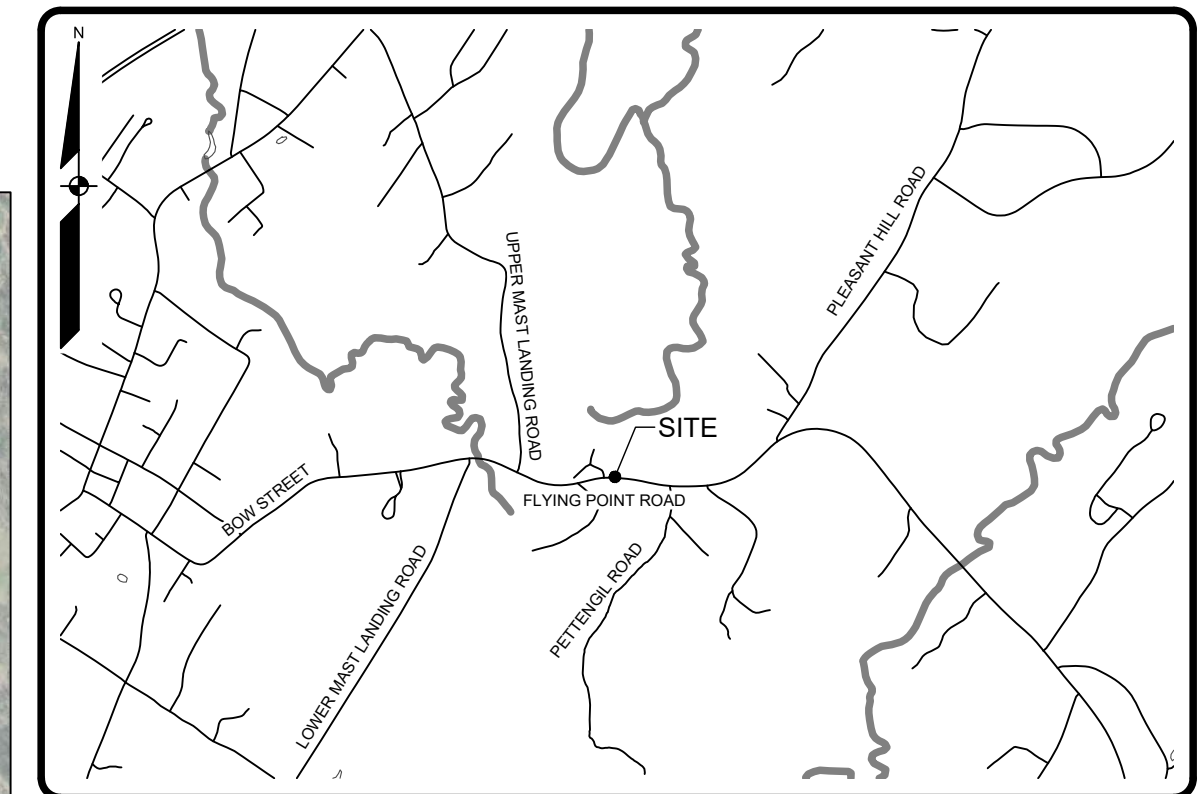 N
PLEASANT HILL ROAD
UPPER MAST LANDING ROAD
SITE
BOW STREET
FLYING POINT ROAD
LOWER MAST LANDING ROAD
PETTENGIL ROAD